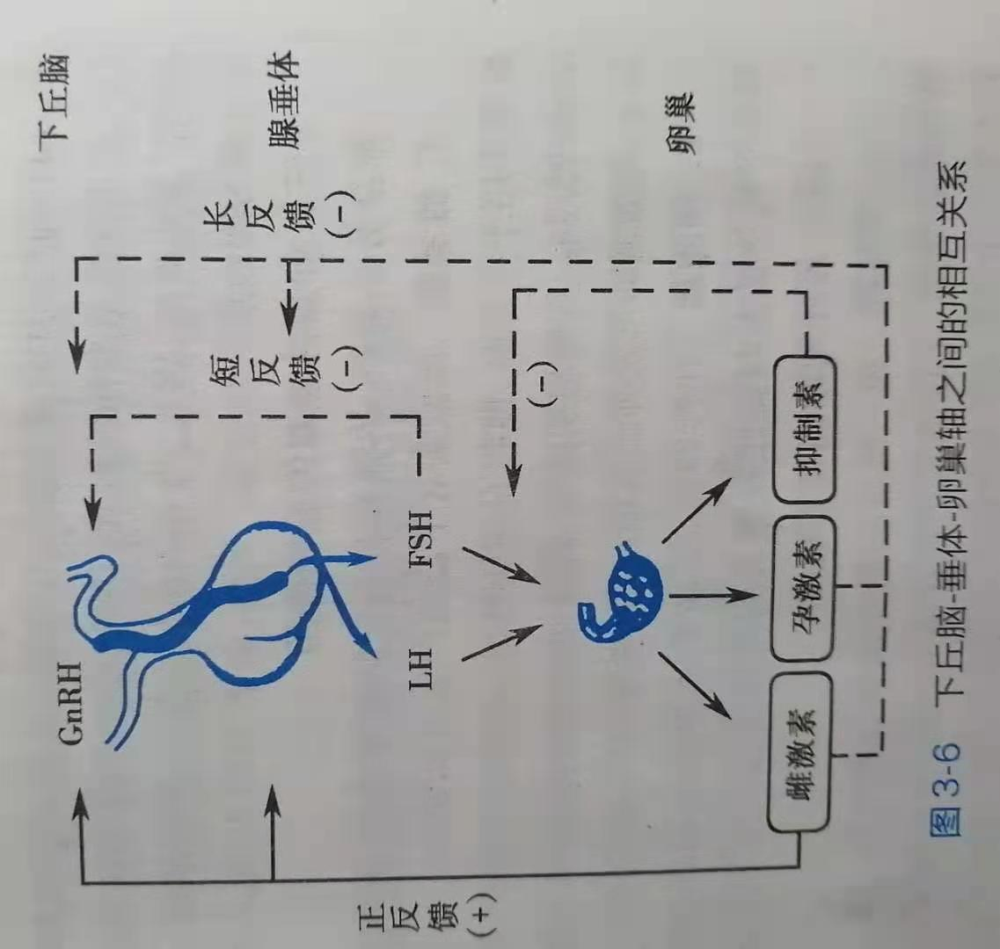 下丘脑
腺垂体
卵巢
GnRH
长反馈(-)
短反馈(-)
正反馈(+)
LH
FSH
(-)
雌激素
孕激素
抑制素
图3-6 下丘脑-垂体-卵巢轴之间的相互关系